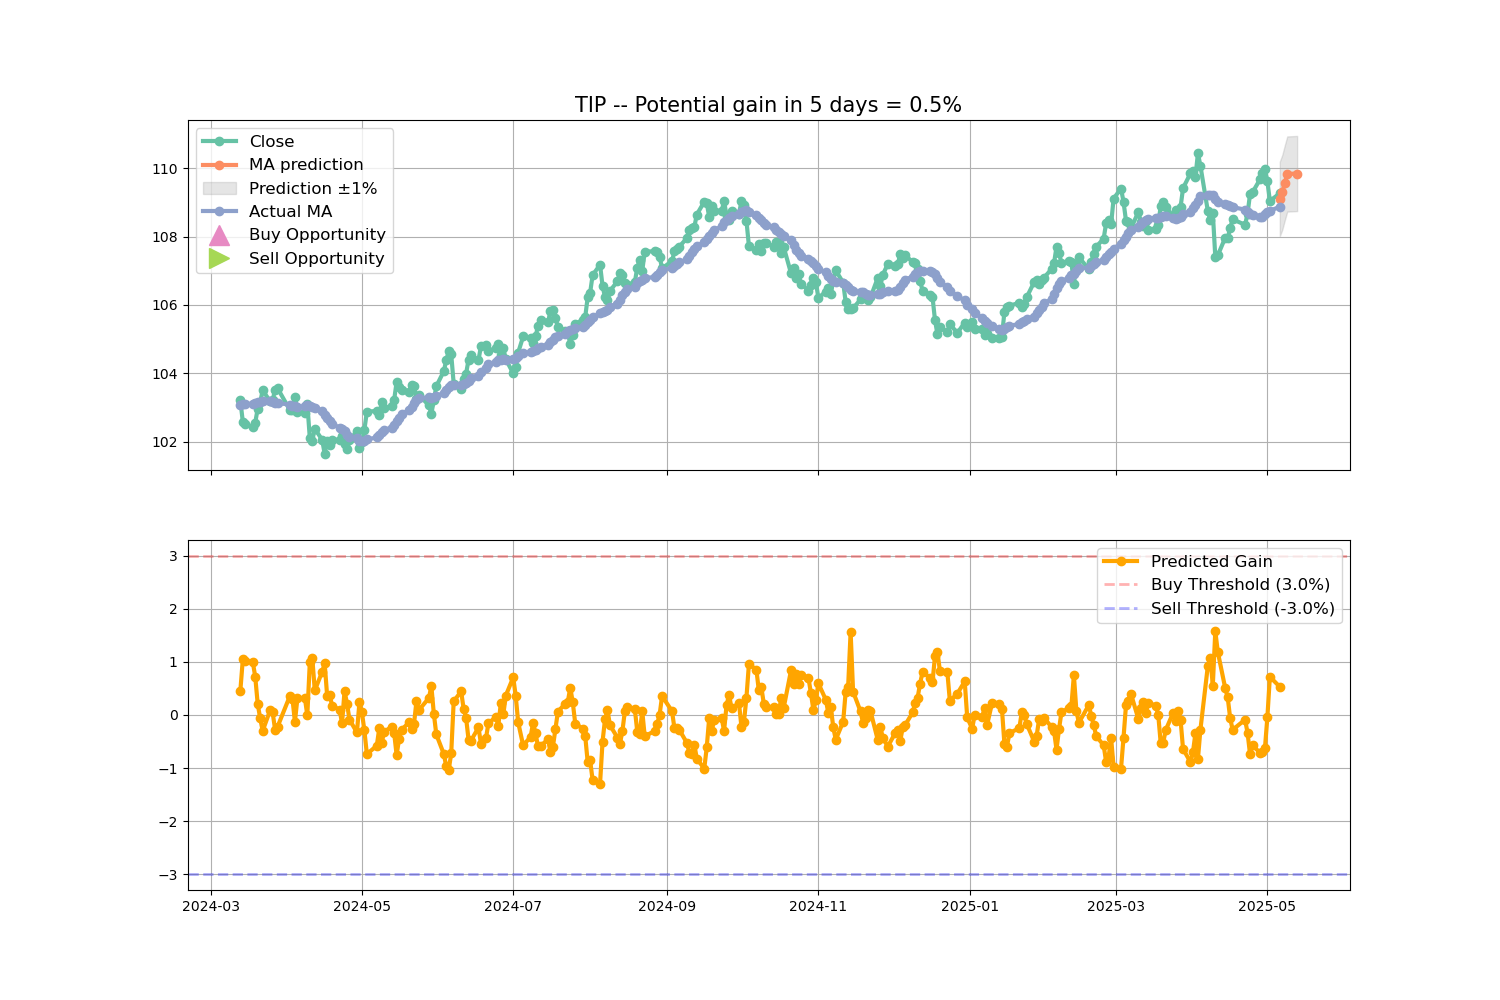 TIP -- Potential gain in 5 days = 0.5%
Close
MA prediction
Prediction ±1%
Actual MA
Buy Opportunity
Sell Opportunity
110
108
106
104
102
Predicted Gain
Buy Threshold (3.0%)
Sell Threshold (-3.0%)
3
2
1
0
−1
−2
−3
2024-03 2024-05 2024-07 2024-09 2024-11 2025-01 2025-03 2025-05